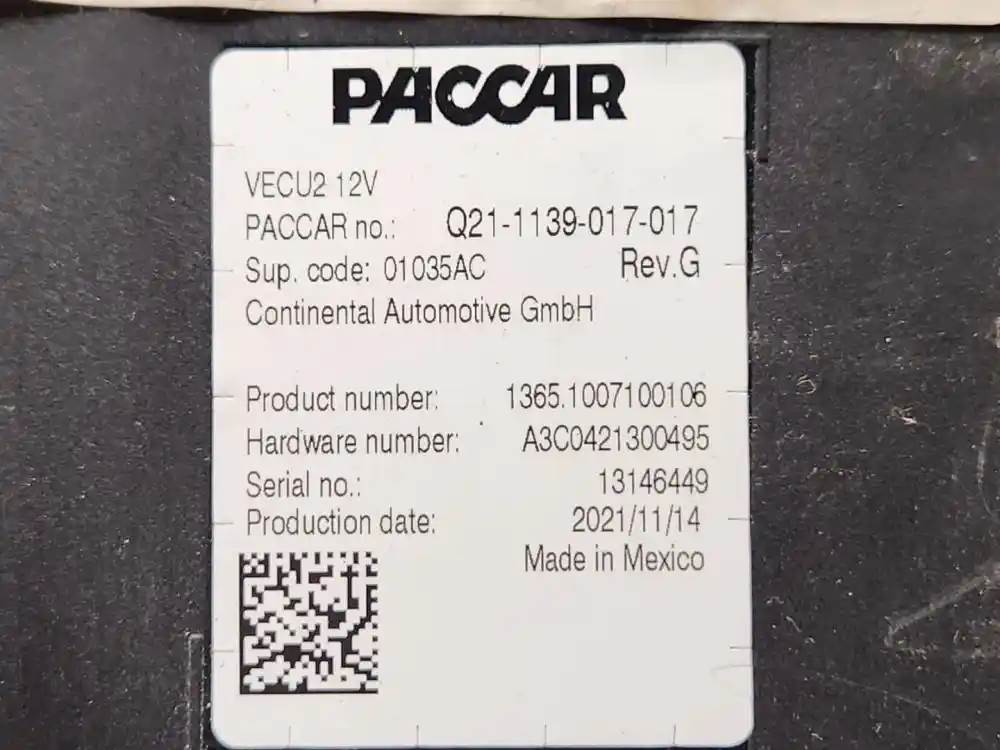 PACCAR
VECU2 12V
PACCAR no.: Q21-1139-017-017
Sup. code: 01035AC Rev.G
Continental Automotive GmbH
Product number: 1365.1007100106
Hardware number: A3C0421300495
Serial no.: 13146449
Production date: 2021/11/14
Made in Mexico